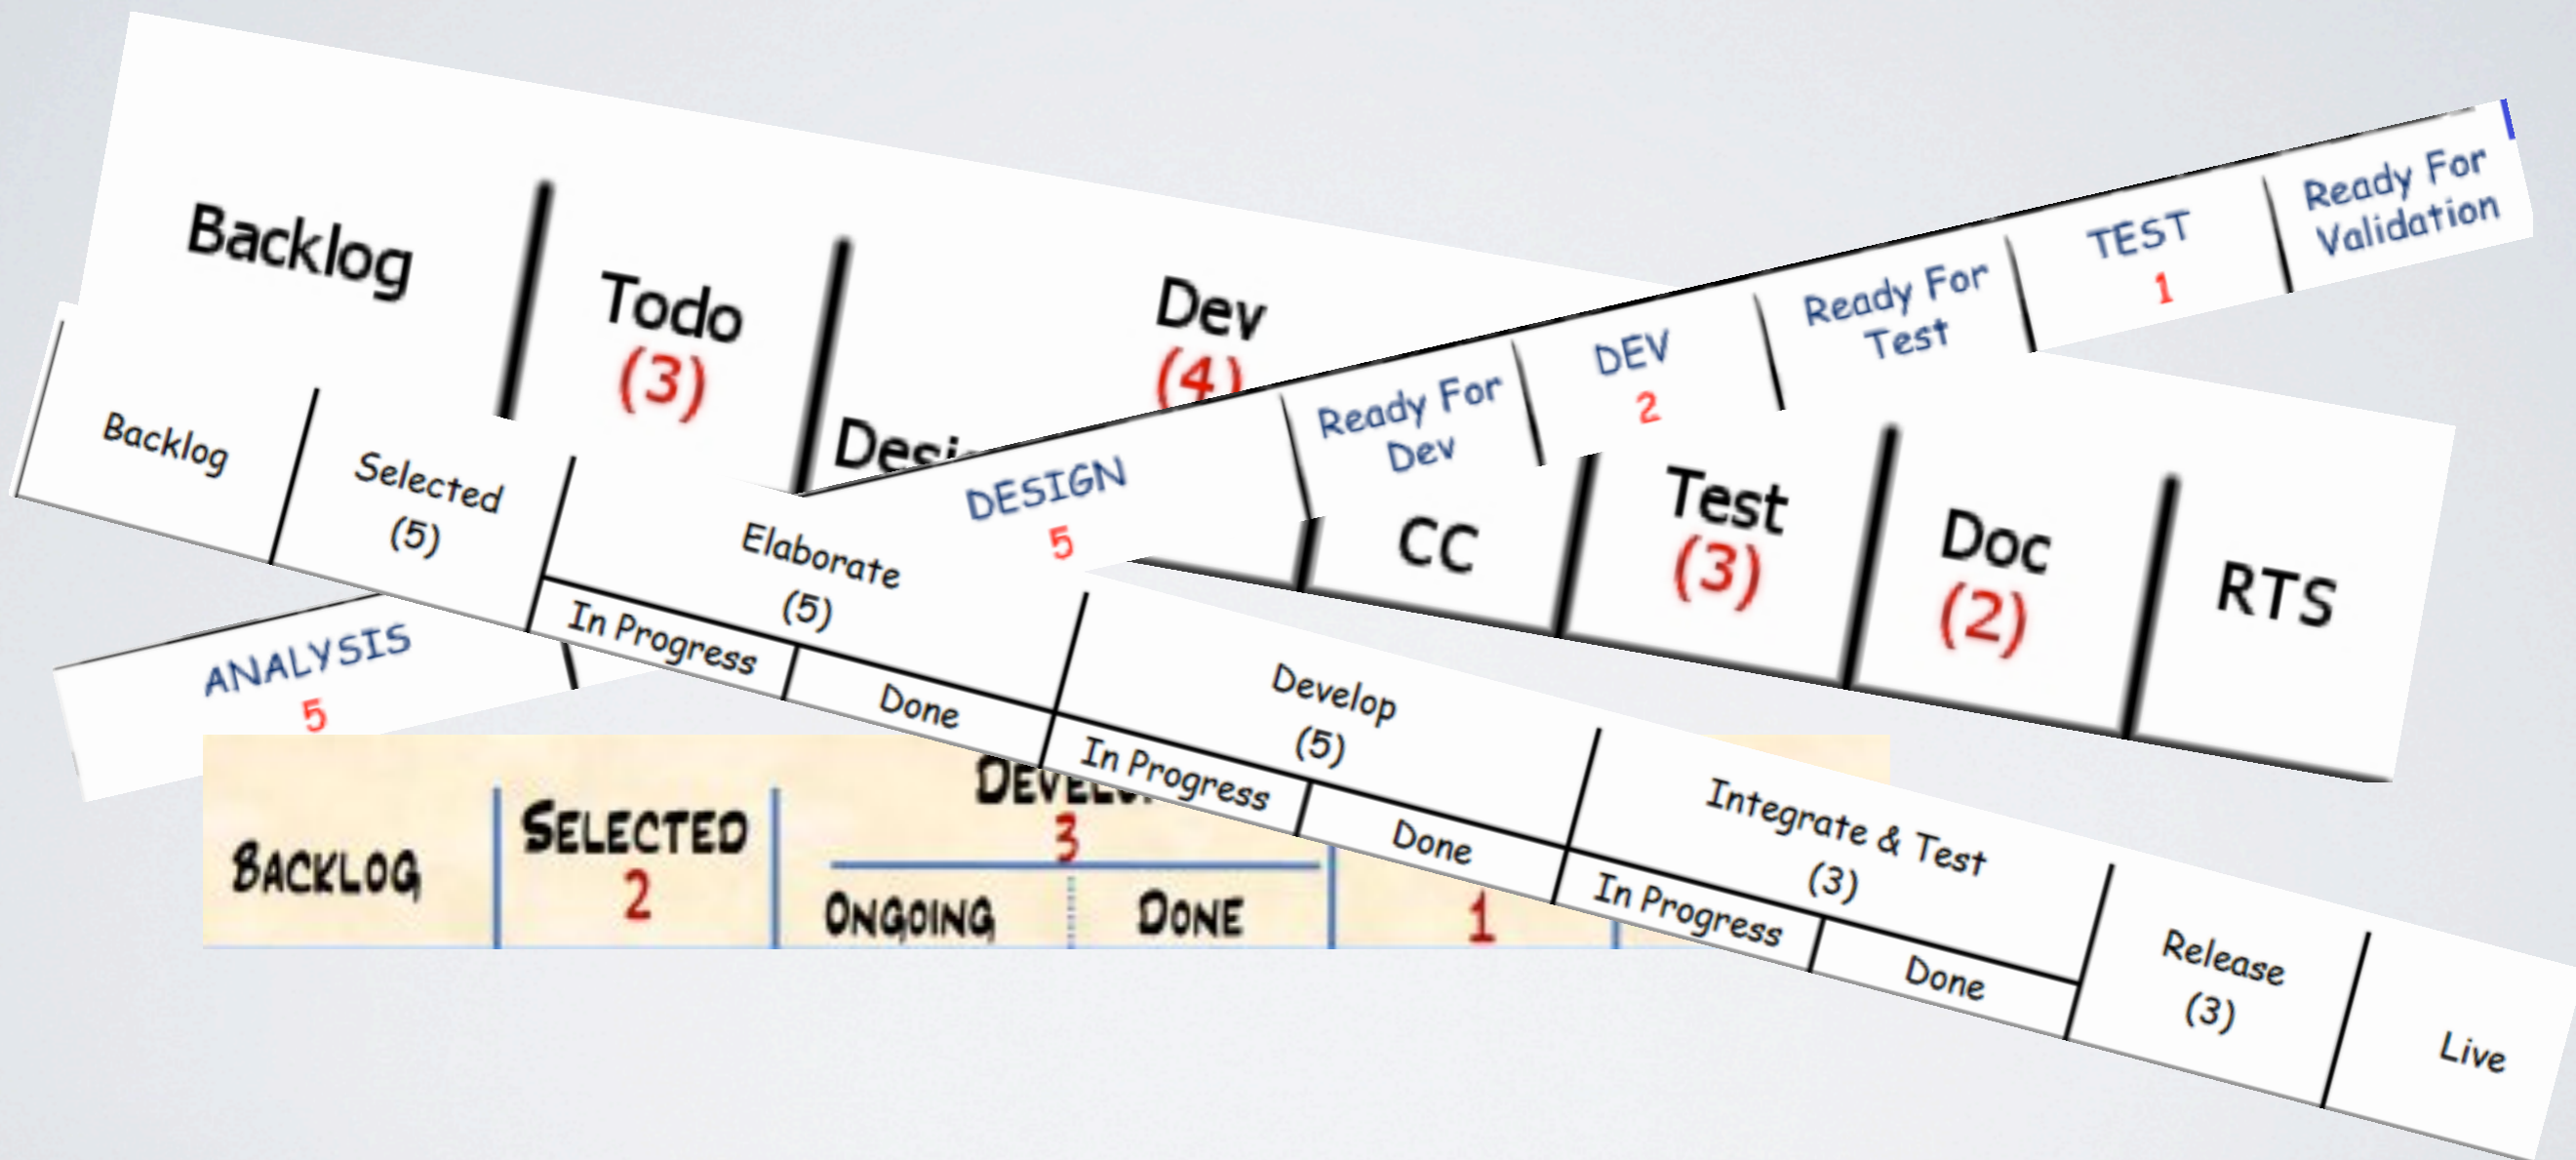 Backlog
Todo
(3)
Dev
(4)
CC
Test
(3)
Doc
(2)
RTS
ANALYSIS
5
DESIGN
5
Ready For
Dev
DEV
2
Ready For
Test
TEST
1
Ready For
Validation
Backlog
Selected
(5)
Elaborate
(5)
In Progress
Done
Develop
(5)
In Progress
Done
Integrate & Test
(3)
In Progress
Done
Release
(3)
Live
BACKLOG
SELECTED
2
3
ONGOING
DONE
1